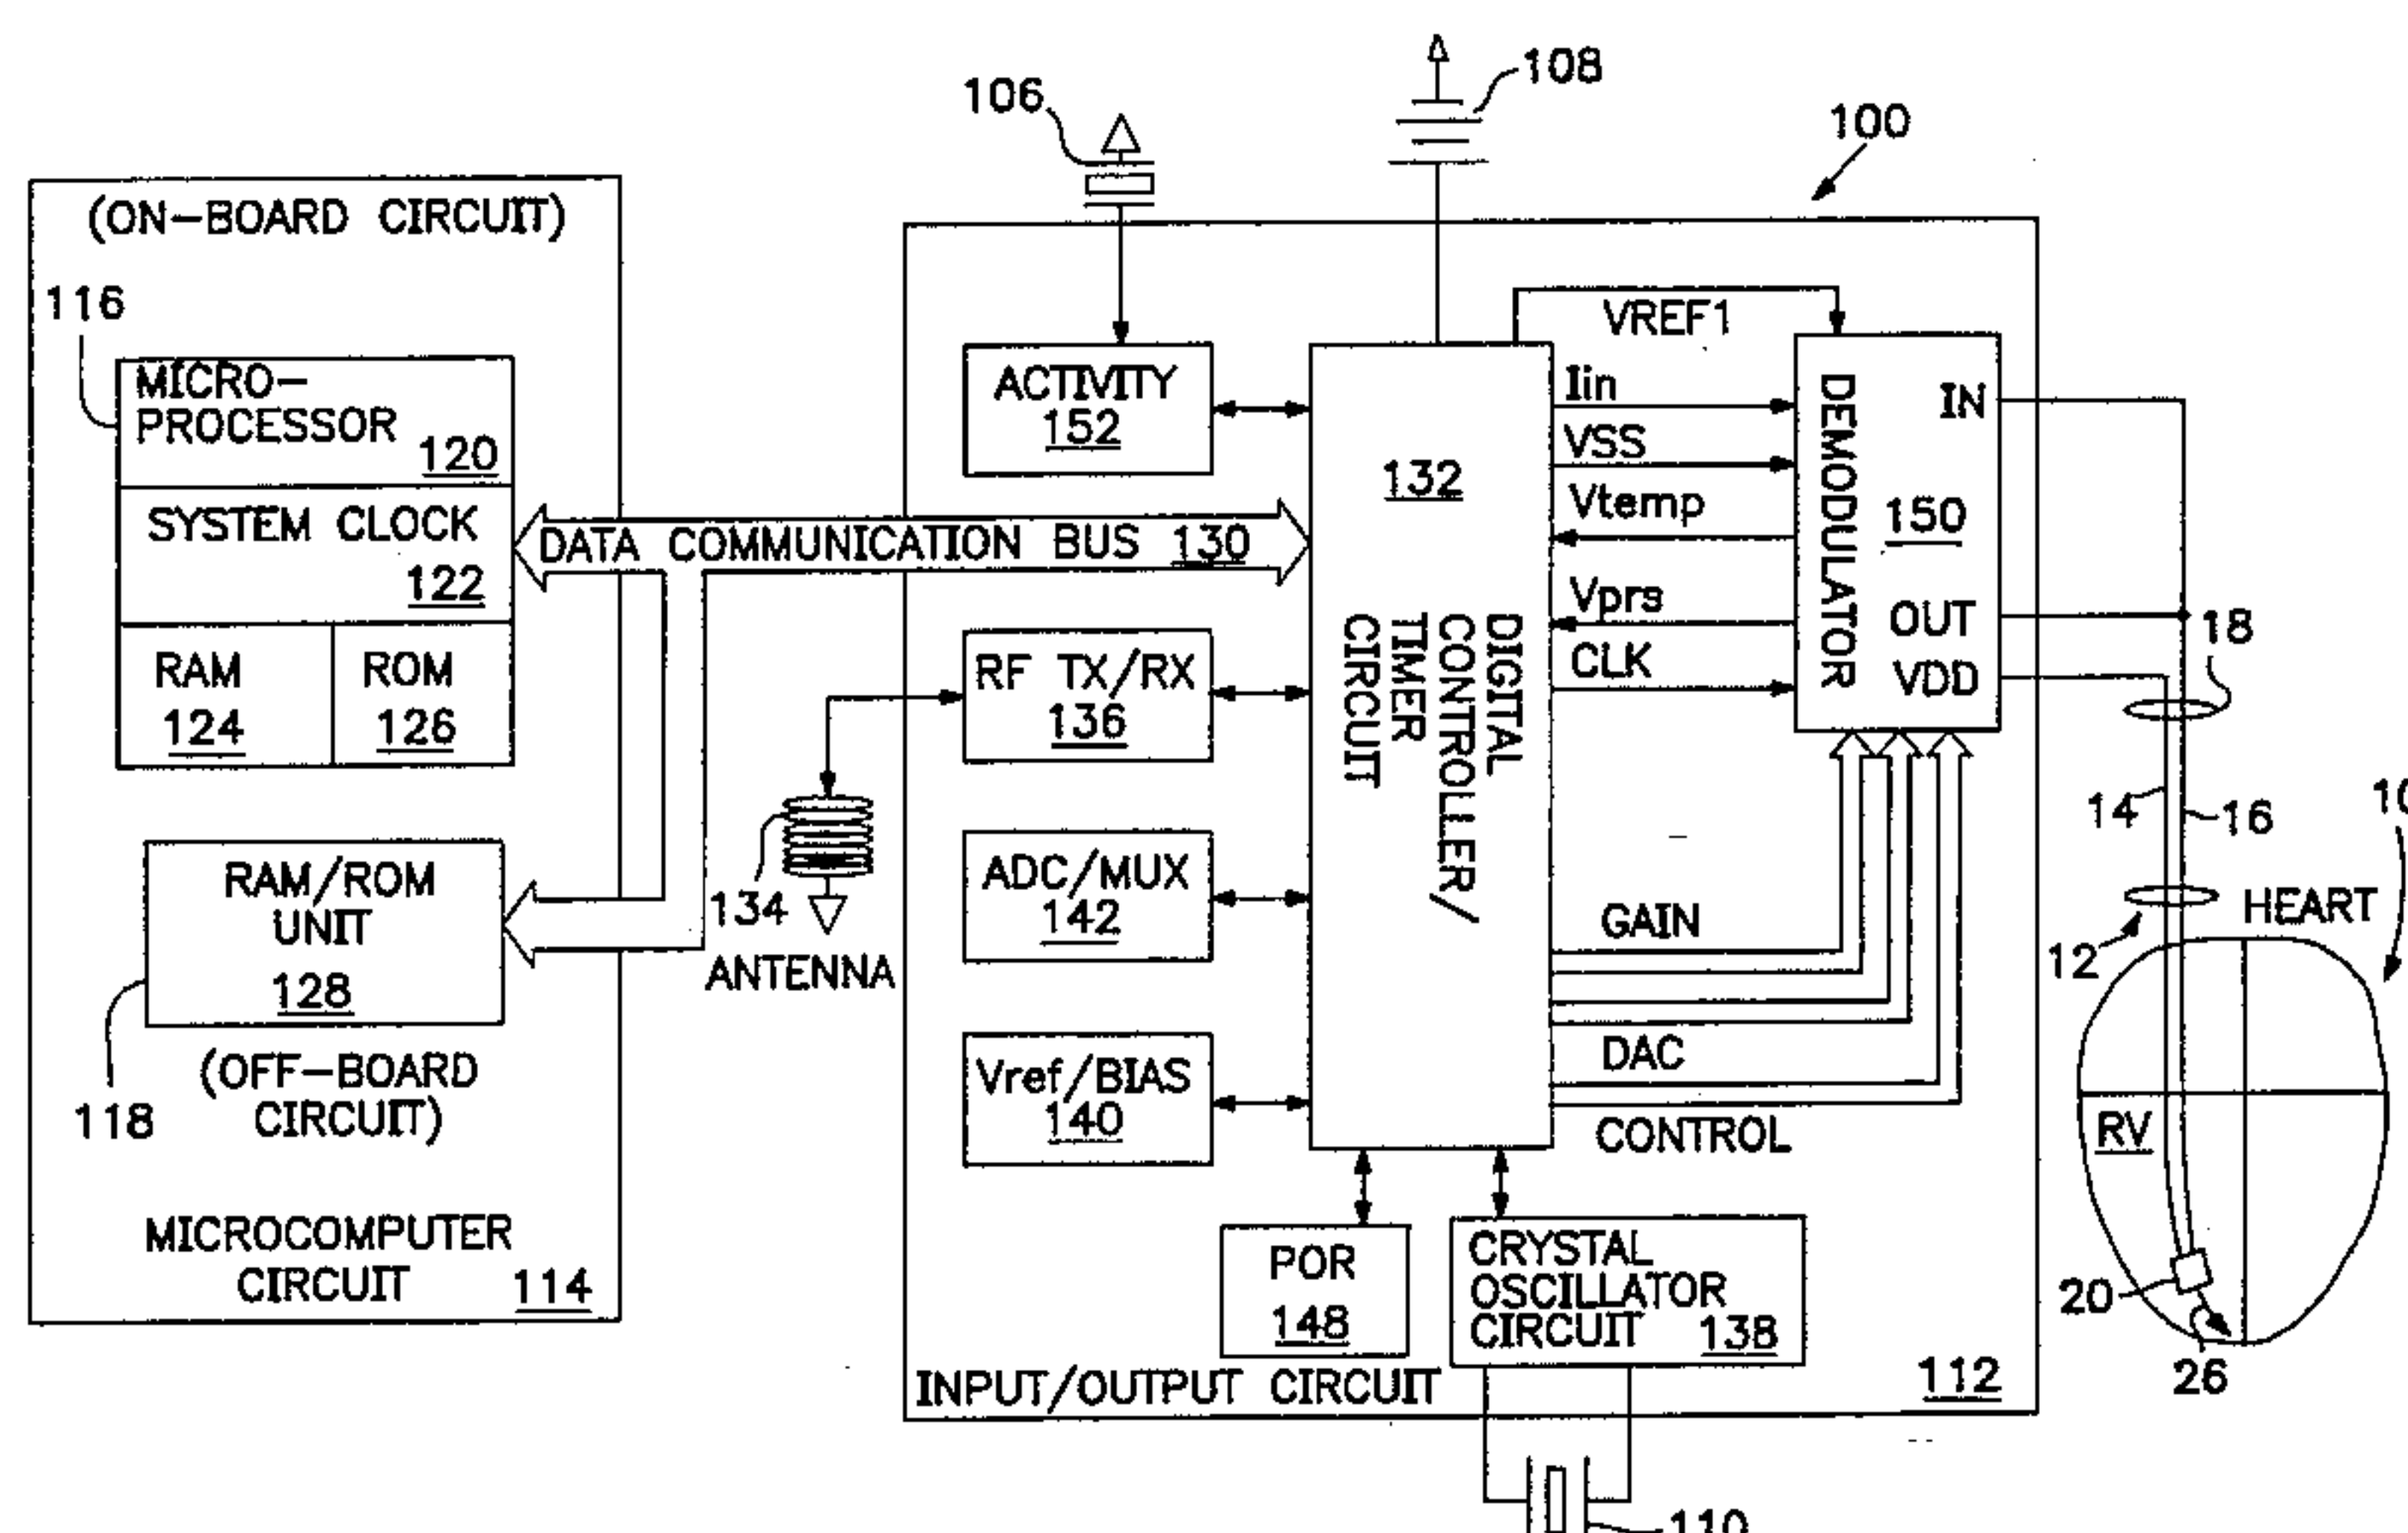 106
108
100
(ON-BOARD CIRCUIT)
116
MICRO-
PROCESSOR
120
SYSTEM CLOCK
122
RAM
124
ROM
126
RAM/ROM
UNIT
128
118
(OFF-BOARD
CIRCUIT)
MICROCOMPUTER
CIRCUIT
114
DATA COMMUNICATION BUS 130
134
ANTENNA
ACTIVITY
152
RF TX/RX
136
ADC/MUX
142
Vref/BIAS
140
132
DIGITAL
CONTROLLER/
TIMER
CIRCUIT
VREF1
Iin
VSS
Vtemp
Vprs
CLK
GAIN
DAC
CONTROL
DEMODULATOR
150
IN
OUT
VDD
POR
148
CRYSTAL
OSCILLATOR
CIRCUIT
138
INPUT/OUTPUT CIRCUIT
112
110
18
14
16
12
HEART
RV
20
26